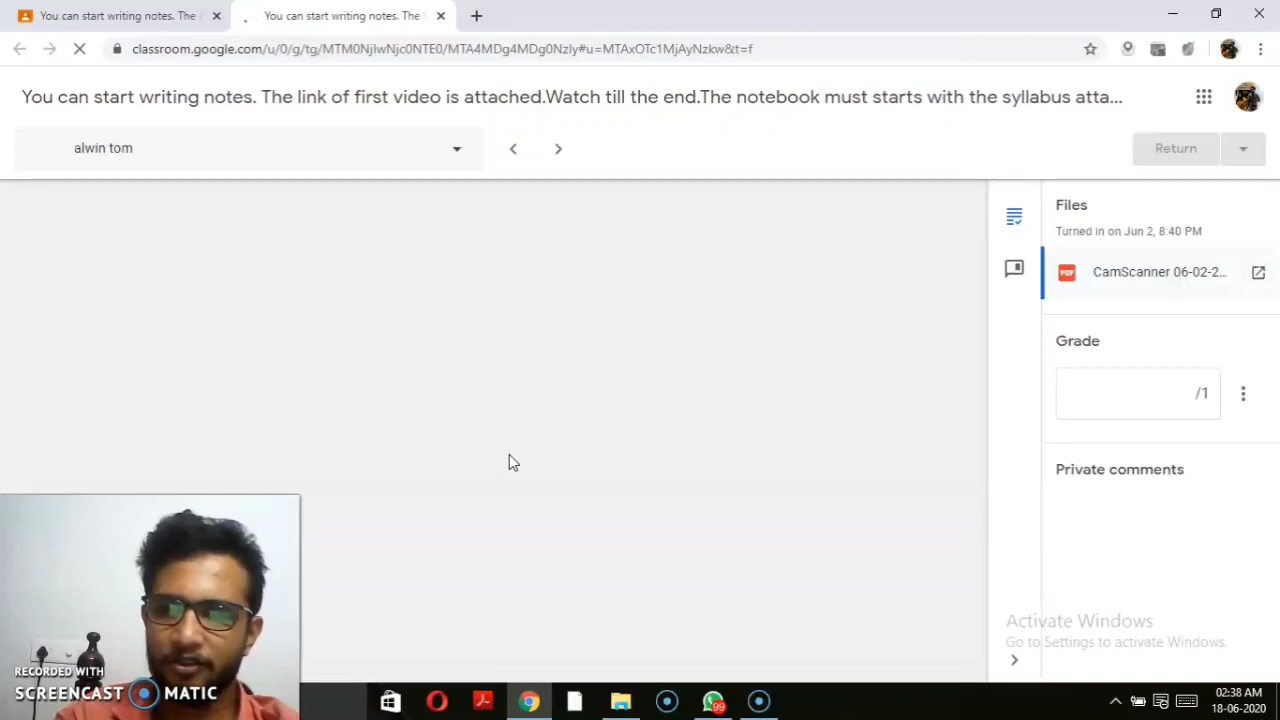 You can start writing notes. The
You can start writing notes. The
classroom.google.com/u/0/g/tg/MTM0NjIwNjc0NTE0/MTA4MDg4MDg0NzIy#u=MTAxOTc1MjAyNzkw&t=f
You can start writing notes. The link of first video is attached.Watch till the end.The notebook must starts with the syllabus atta...
alwin tom
Return
Files
Turned in on Jun 2, 8:40 PM
PDF
CamScanner 06-02-2...
Grade
/1
Private comments
Activate Windows
Go to Settings to activate Windows.
RECORDED WITH
SCREENCAST MATIC
99
02:38 AM
18-06-2020